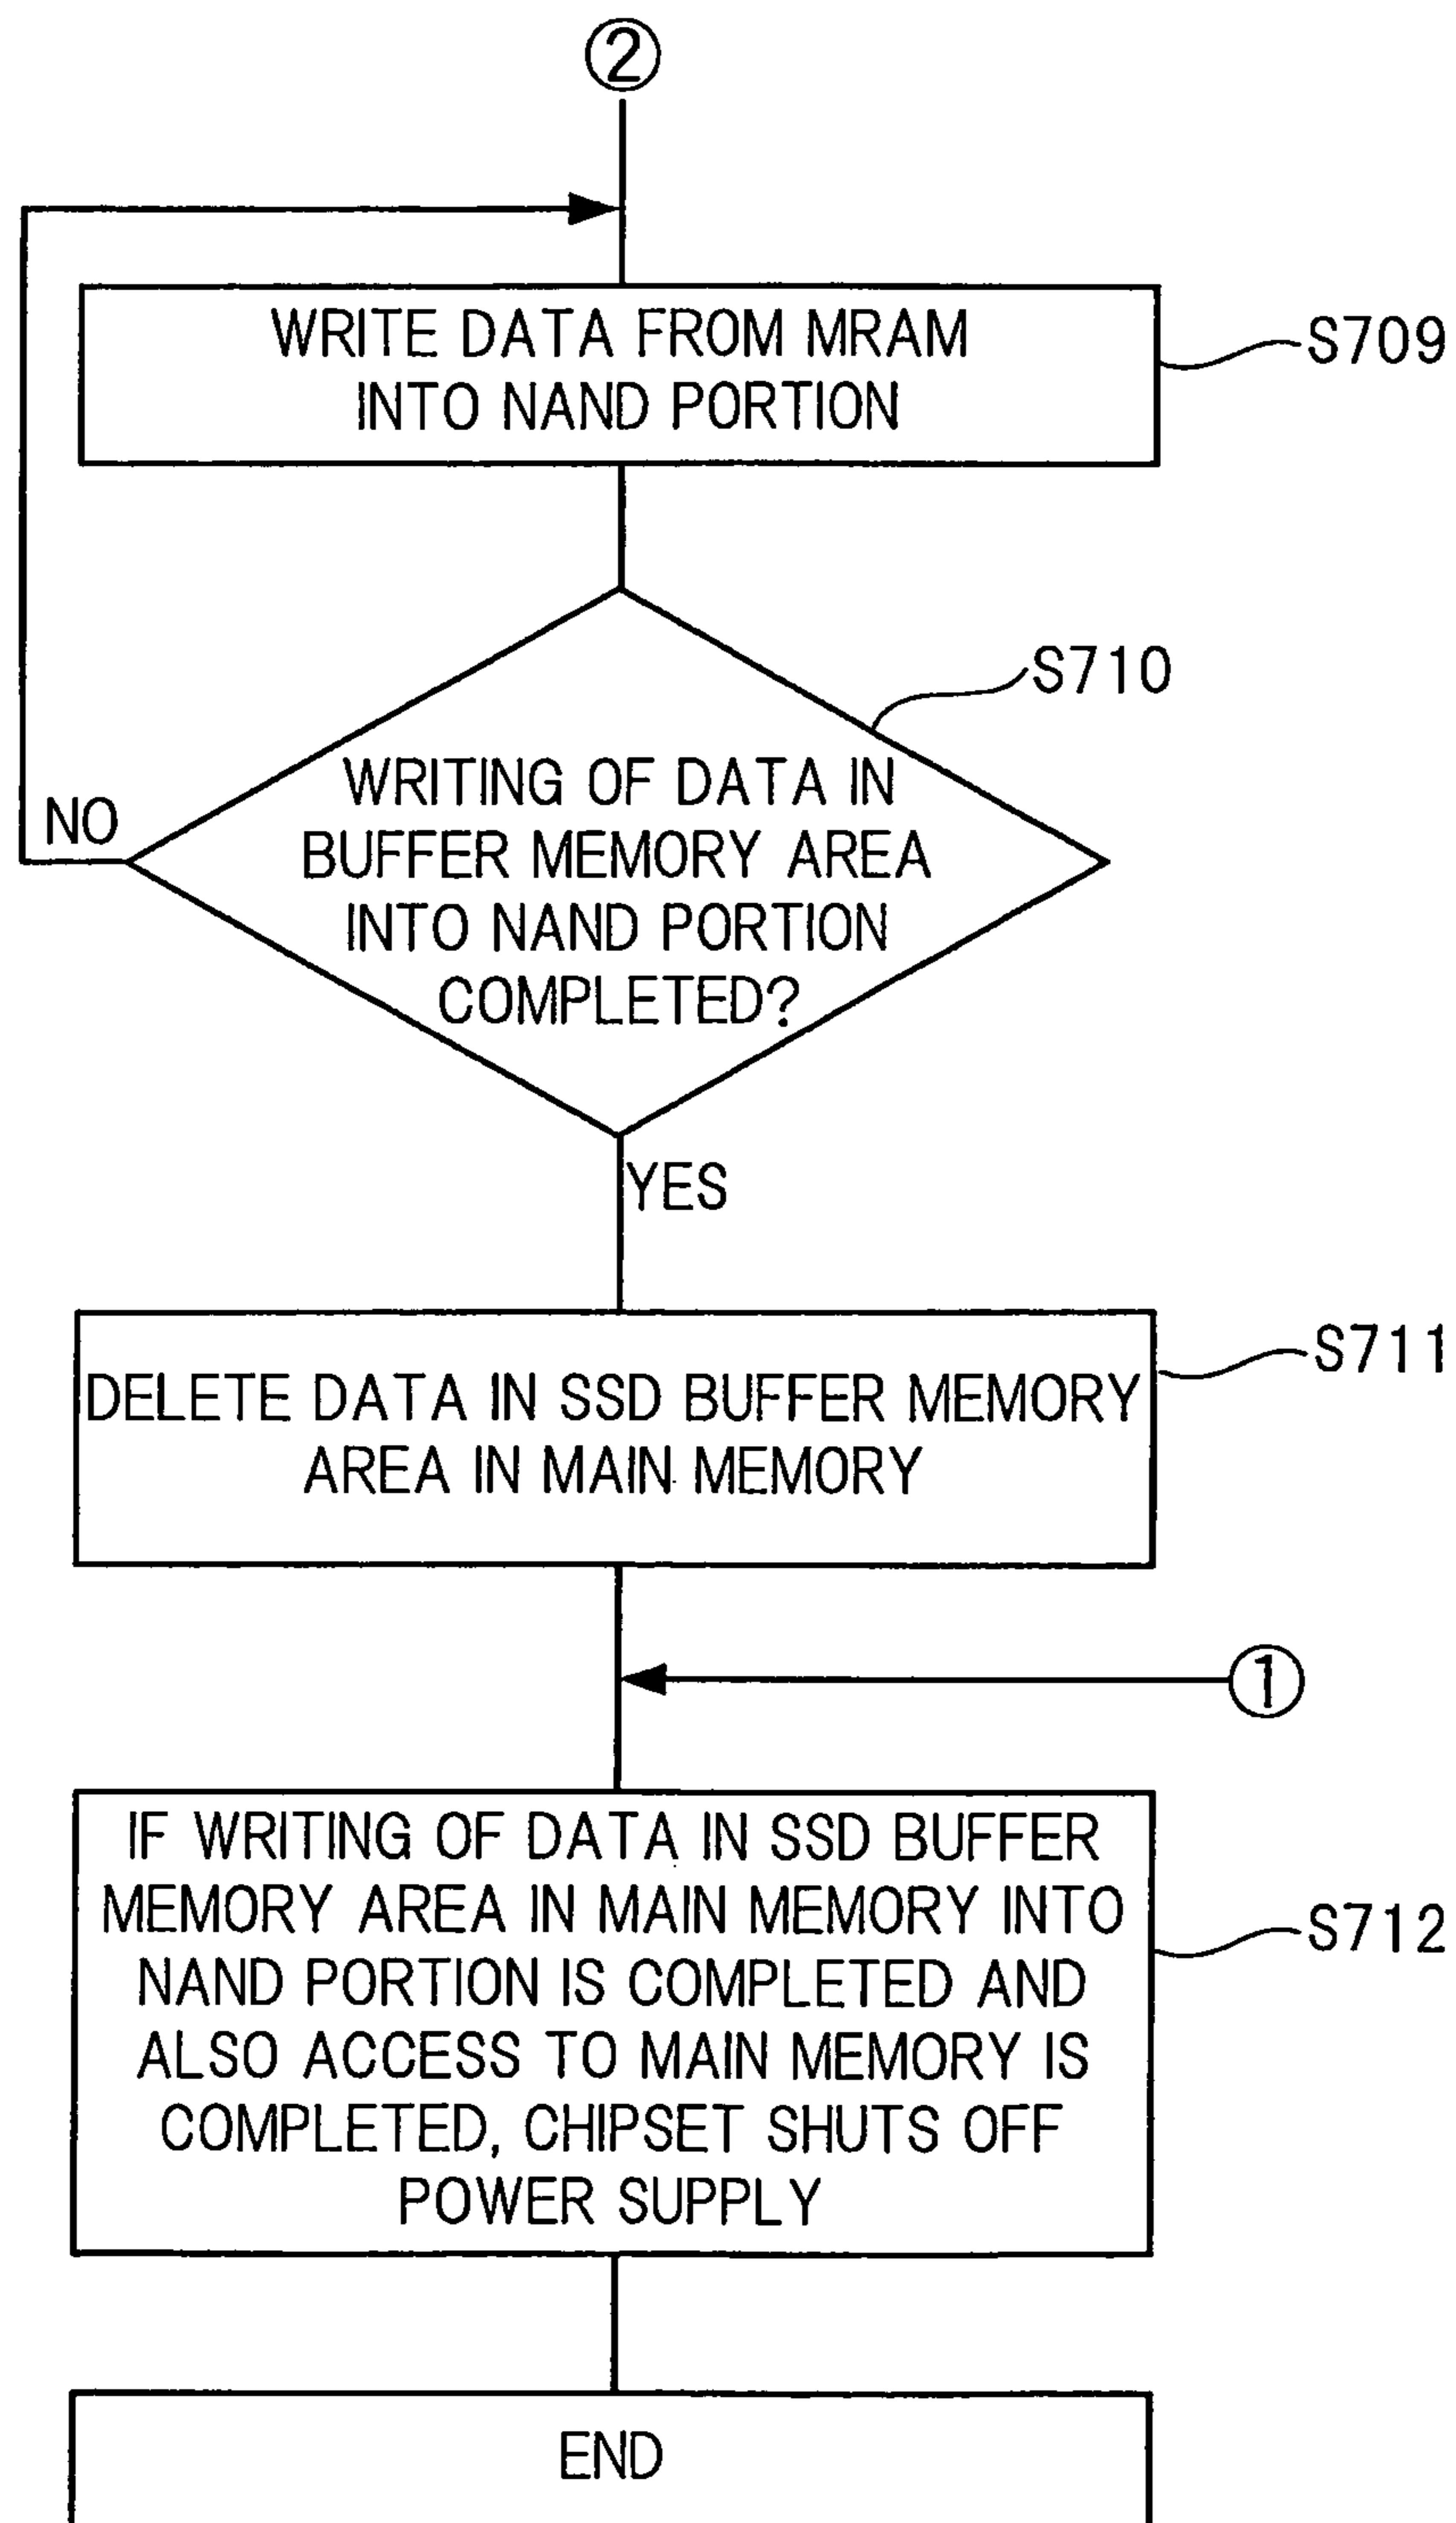 ②
WRITE DATA FROM MRAM
INTO NAND PORTION
S709
S710
WRITING OF DATA IN
BUFFER MEMORY AREA
INTO NAND PORTION
COMPLETED?
NO
YES
DELETE DATA IN SSD BUFFER MEMORY
AREA IN MAIN MEMORY
S711
①
IF WRITING OF DATA IN SSD BUFFER
MEMORY AREA IN MAIN MEMORY INTO
NAND PORTION IS COMPLETED AND
ALSO ACCESS TO MAIN MEMORY IS
COMPLETED, CHIPSET SHUTS OFF
POWER SUPPLY
S712
END